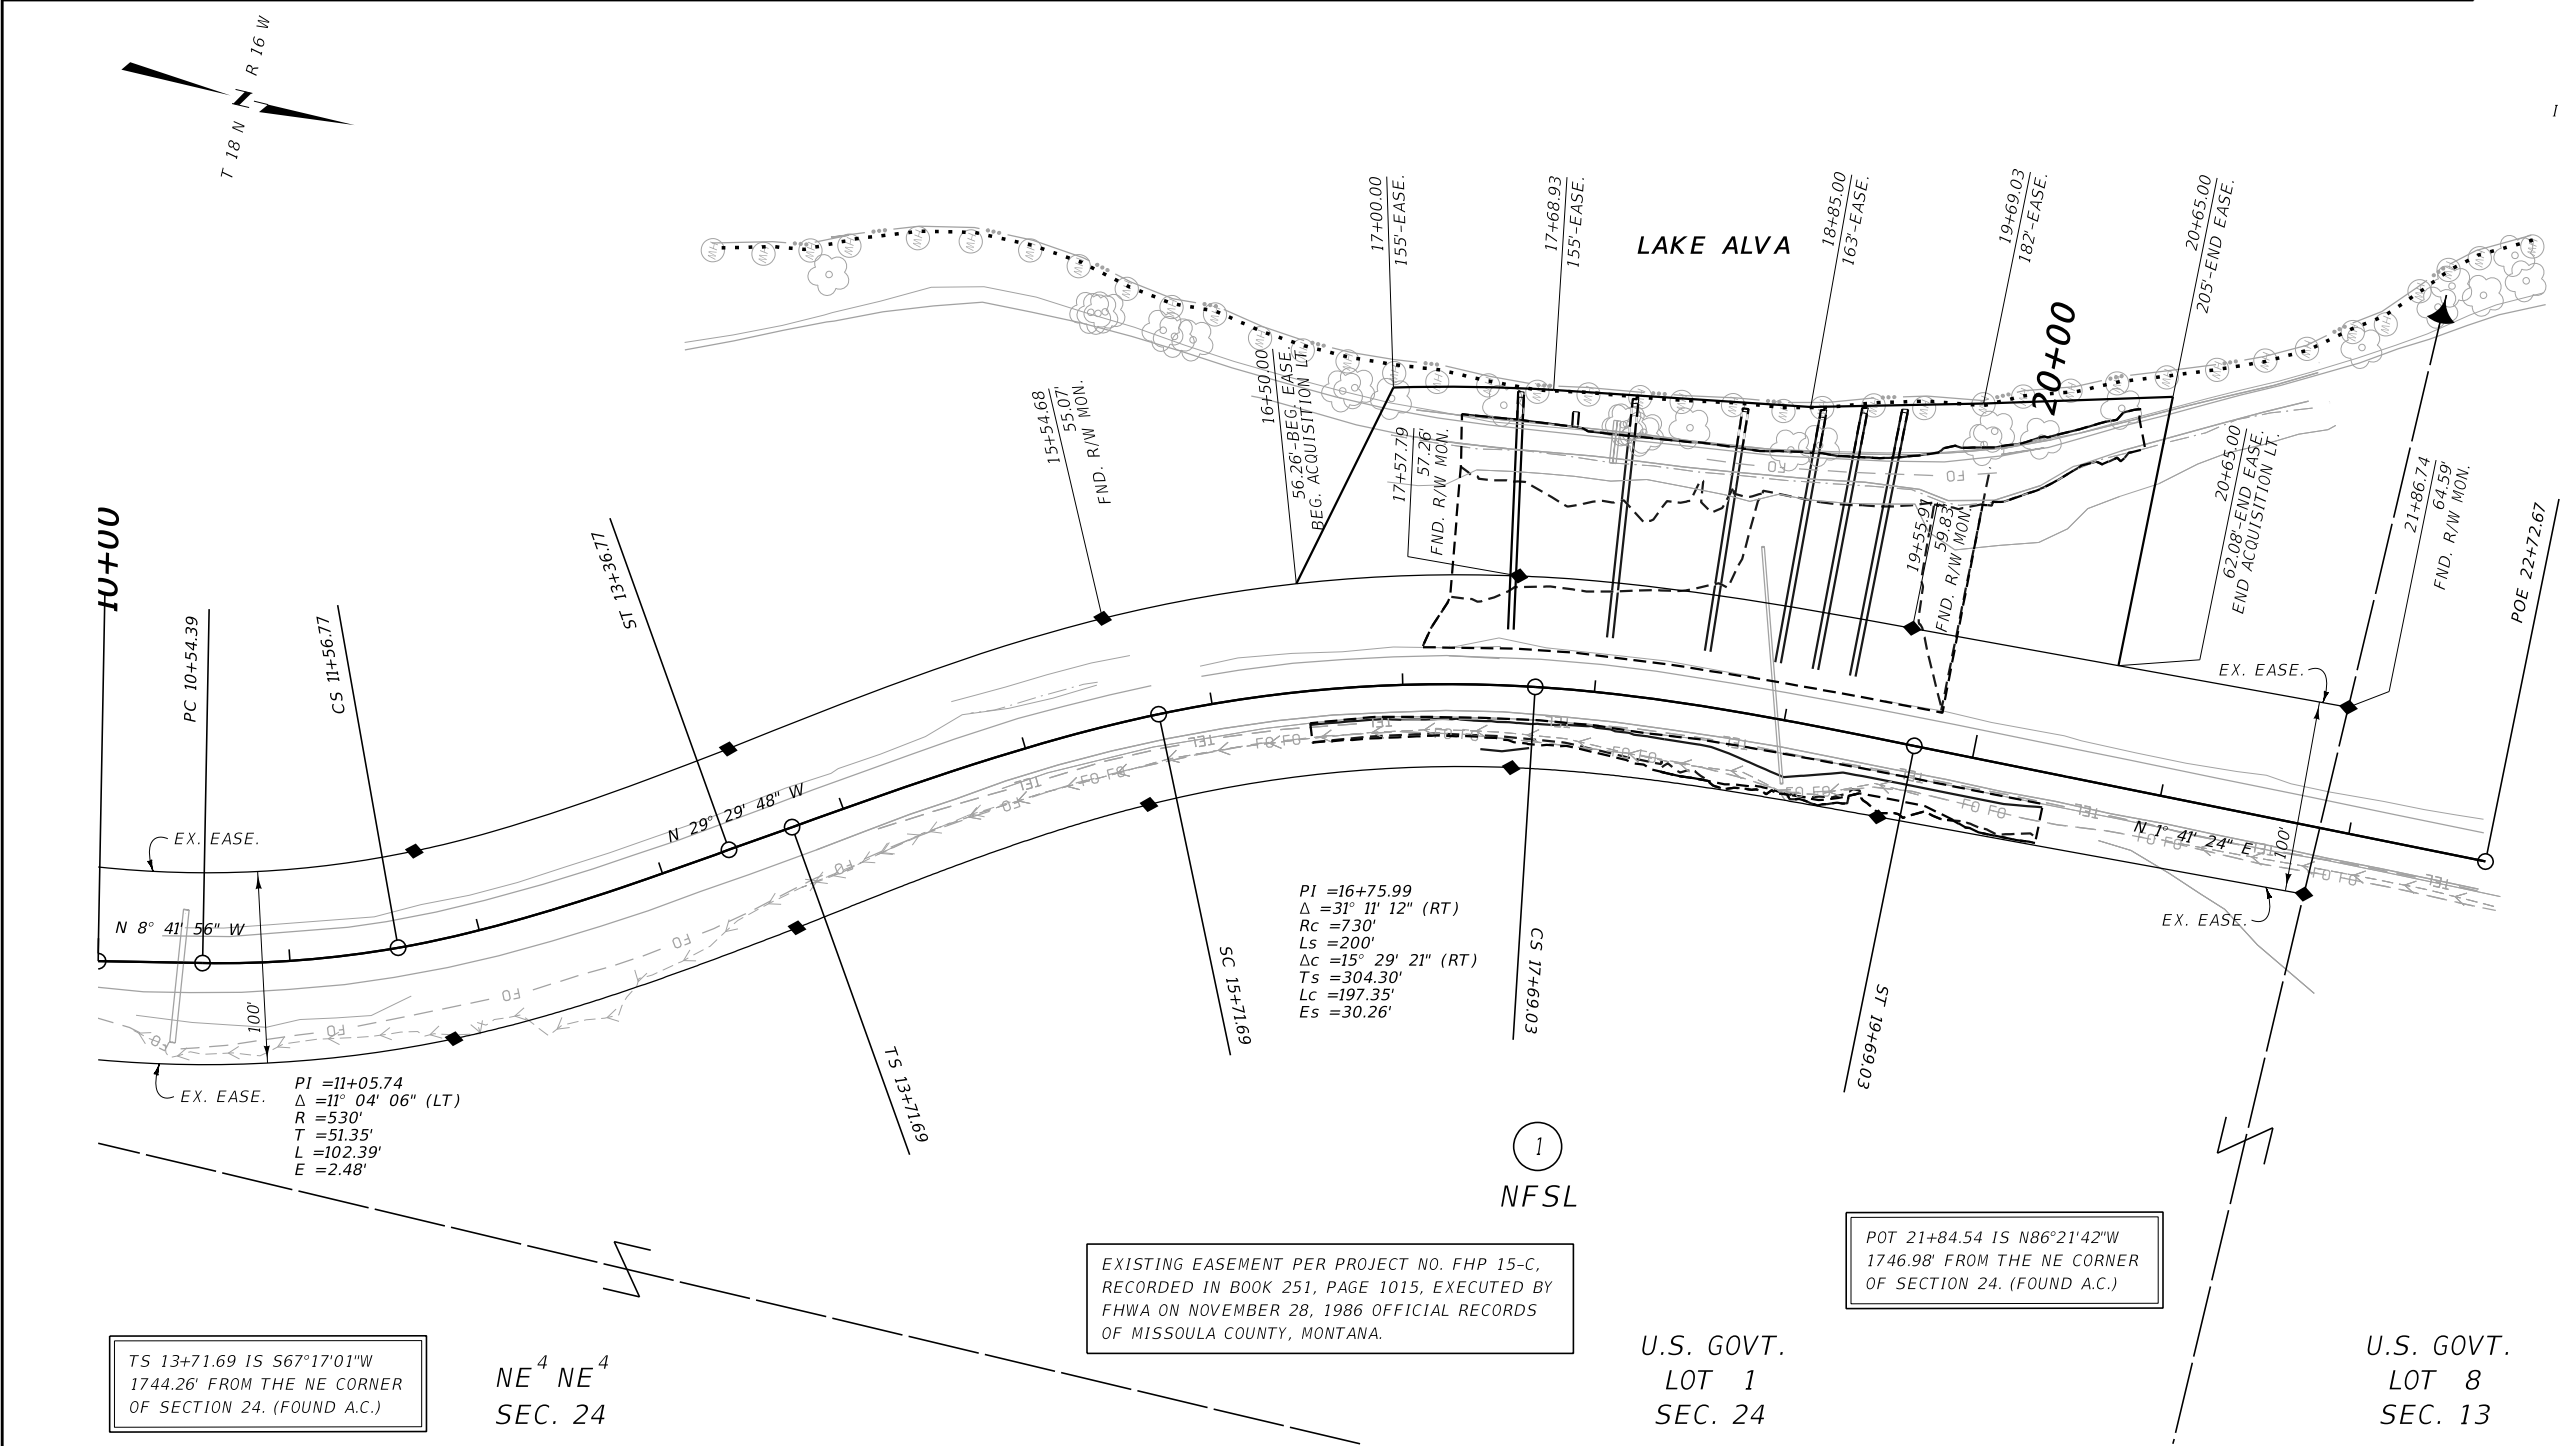 R 16 W
T 18 N
I
17+00.00
155'-EASE.
17+68.93
155'-EASE.
LAKE ALVA
18+85.00
163'-EASE.
19+69.03
182'-EASE.
20+65.00
205'-END EASE.
20+00
15+54.68
55.07'
FND. R/W MON.
16+50.00
56.26'-BEG. EASE.
BEG. ACQUISITION LT.
17+57.79
57.26'
FND. R/W MON.
19+55.91
59.83'
FND. R/W MON.
20+65.00
62.08'-END EASE.
END ACQUISITION LT.
21+86.74
64.59'
FND. R/W MON.
POE 22+72.67
10+00
PC 10+54.39
CS 11+56.77
ST 13+36.77
EX. EASE.
EX. EASE.
N 29° 29' 48" W
N 8° 41' 56" W
N 1° 41' 24" E
100'
100'
EX. EASE.
EX. EASE.
TS 13+71.69
SC 15+71.69
CS 17+69.03
ST 19+69.03
PI =16+75.99
Δ =31° 11' 12" (RT)
Rc =730'
Ls =200'
Δc =15° 29' 21" (RT)
Ts =304.30'
Lc =197.35'
Es =30.26'
PI =11+05.74
Δ =11° 04' 06" (LT)
R =530'
T =51.35'
L =102.39'
E =2.48'
1
NFSL
EXISTING EASEMENT PER PROJECT NO. FHP 15-C,
RECORDED IN BOOK 251, PAGE 1015, EXECUTED BY
FHWA ON NOVEMBER 28, 1986 OFFICIAL RECORDS
OF MISSOULA COUNTY, MONTANA.
POT 21+84.54 IS N86°21'42"W
1746.98' FROM THE NE CORNER
OF SECTION 24. (FOUND A.C.)
TS 13+71.69 IS S67°17'01"W
1744.26' FROM THE NE CORNER
OF SECTION 24. (FOUND A.C.)
NE 4 NE 4
SEC. 24
U.S. GOVT.
LOT 1
SEC. 24
U.S. GOVT.
LOT 8
SEC. 13